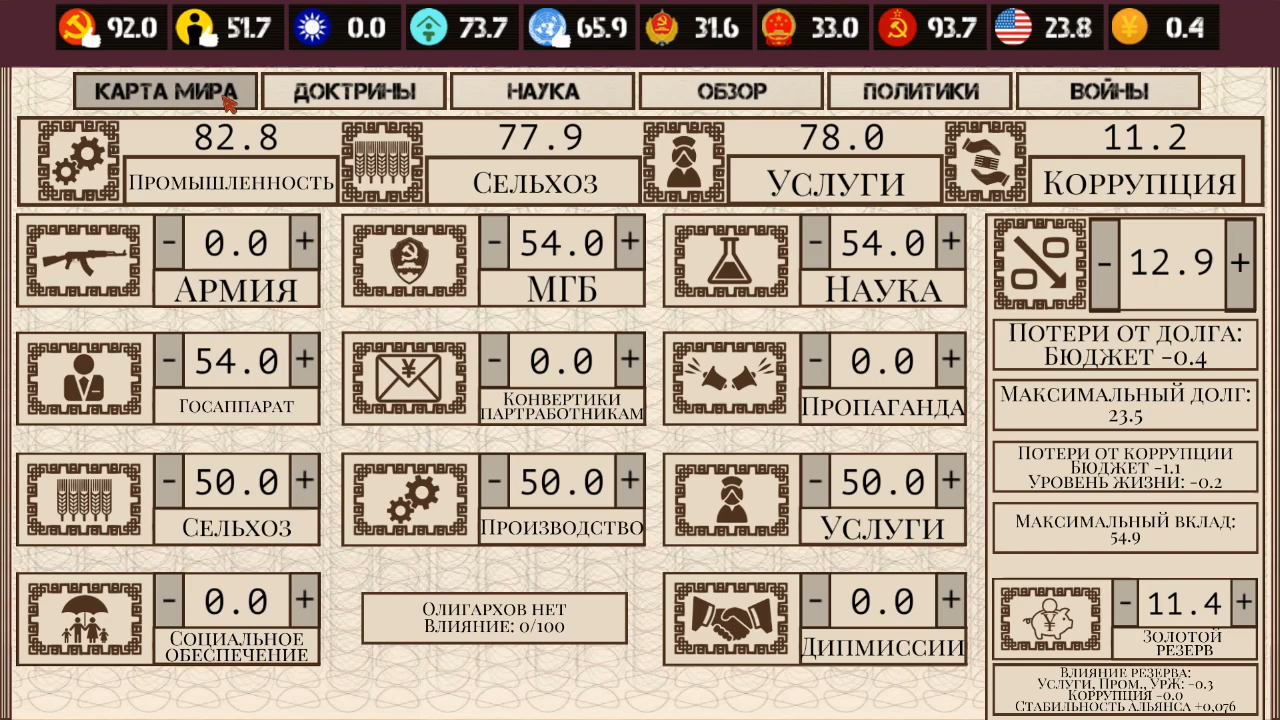 92.0 51.7 0.0 73.7 65.9 31.6 33.0 93.7 23.8 0.4
КАРТА МИРА ДОКТРИНЫ НАУКА ОБЗОР ПОЛИТИКИ ВОЙНЫ
82.8 77.9 78.0 11.2
Промышленность Сельхоз Услуги Коррупция
- 0.0 + - 54.0 + - 54.0 +
Армия МГБ Наука
- 12.9 +
Потери от долга:
Бюджет -0.4
- 54.0 + - 0.0 + - 0.0 +
Госаппарат Конвертики
партработникам Пропаганда
Максимальный долг:
23.5
Потери от коррупции
Бюджет -1.1
Уровень жизни: -0.2
- 50.0 + - 50.0 + - 50.0 +
Сельхоз Производство Услуги
Максимальный вклад:
54.9
- 0.0 + - 0.0 +
Социальное
обеспечение
Олигархов нет
Влияние: 0/100
Дипмиссии
- 11.4 +
Золотой
резерв
Влияние резерва:
Услуги, Пром., УрЖ: -0.3
Коррупция -0.0
Стабильность альянса +0,076